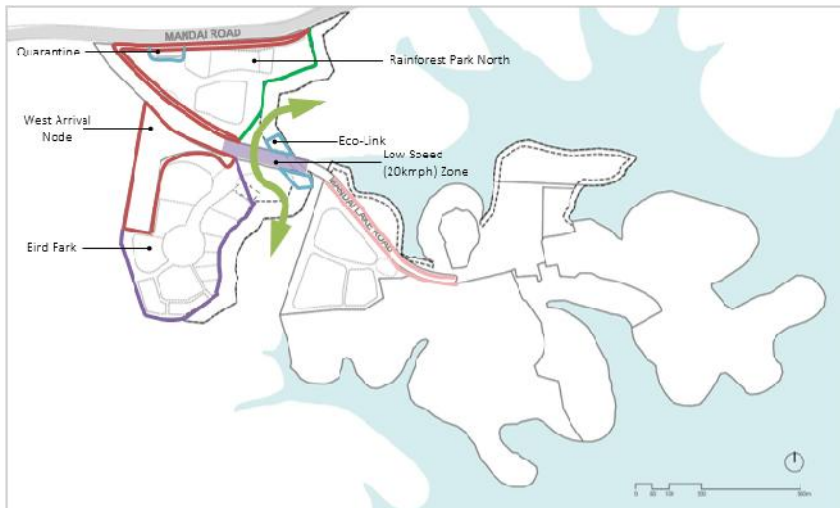 MANDAI ROAD
Quarantine
Rainforest Park North
West Arrival
Node
Eco-Link
Low Speed
(20kmph) Zone
MANDAI LAKE ROAD
Bird Park
0